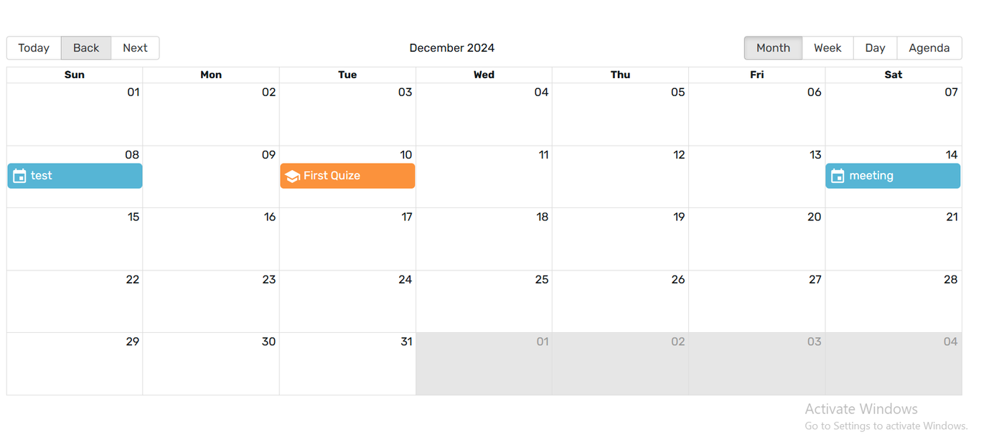 Today Back Next December 2024 Month Week Day Agenda
Sun Mon Tue Wed Thu Fri Sat
01 02 03 04 05 06 07
08 09 10 11 12 13 14
test First Quize meeting
15 16 17 18 19 20 21
22 23 24 25 26 27 28
29 30 31 01 02 03 04
Activate Windows
Go to Settings to activate Windows.